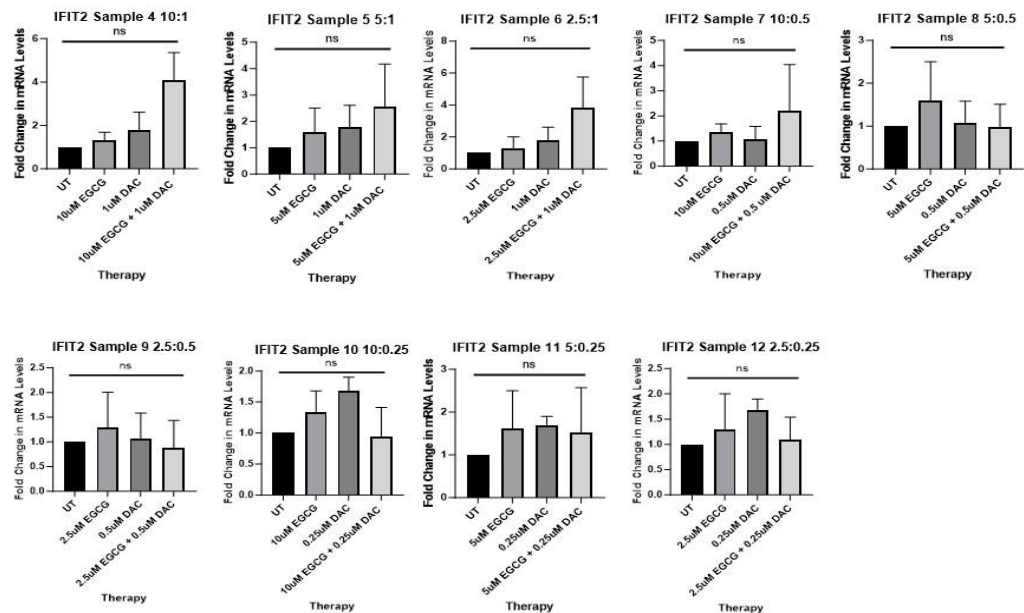 IFIT2 Sample 4 10:1
ns
Fold Change in mRNA Levels
6
4
2
0
UT
10uM EGCG
1uM DAC
10uM EGCG + 1uM DAC
Therapy
IFIT2 Sample 5 5:1
ns
Fold Change in mRNA Levels
5
4
3
2
1
0
UT
5uM EGCG
1uM DAC
5uM EGCG + 1uM DAC
Therapy
IFIT2 Sample 6 2.5:1
ns
Fold Change in mRNA Levels
8
6
4
2
0
UT
2.5uM EGCG
1uM DAC
2.5uM EGCG + 1uM DAC
Therapy
IFIT2 Sample 7 10:0.5
ns
Fold Change in mRNA Levels
5
4
3
2
1
0
UT
10uM EGCG
0.5uM DAC
10uM EGCG + 0.5 uM DAC
Therapy
IFIT2 Sample 8 5:0.5
ns
Fold Change in mRNA Levels
3
2
1
0
UT
5uM EGCG
0.5uM DAC
5uM EGCG + 0.5uM DAC
Therapy
IFIT2 Sample 9 2.5:0.5
ns
Fold Change in mRNA Levels
2.5
2.0
1.5
1.0
0.5
0.0
UT
2.5uM EGCG
0.5uM DAC
2.5uM EGCG + 0.5uM DAC
Therapy
IFIT2 Sample 10 10:0.25
ns
Fold Change in mRNA Levels
2.0
1.5
1.0
0.5
0.0
UT
10uM EGCG
0.25uM DAC
10uM EGCG + 0.25uM DAC
Therapy
IFIT2 Sample 11 5:0.25
ns
Fold Change in mRNA Levels
3
2
1
0
UT
5uM EGCG
0.25uM DAC
5uM EGCG + 0.25uM DAC
Therapy
IFIT2 Sample 12 2.5:0.25
ns
Fold Change in mRNA Levels
2.5
2.0
1.5
1.0
0.5
0.0
UT
2.5uM EGCG
0.25uM DAC
2.5uM EGCG + 0.25uM DAC
Therapy